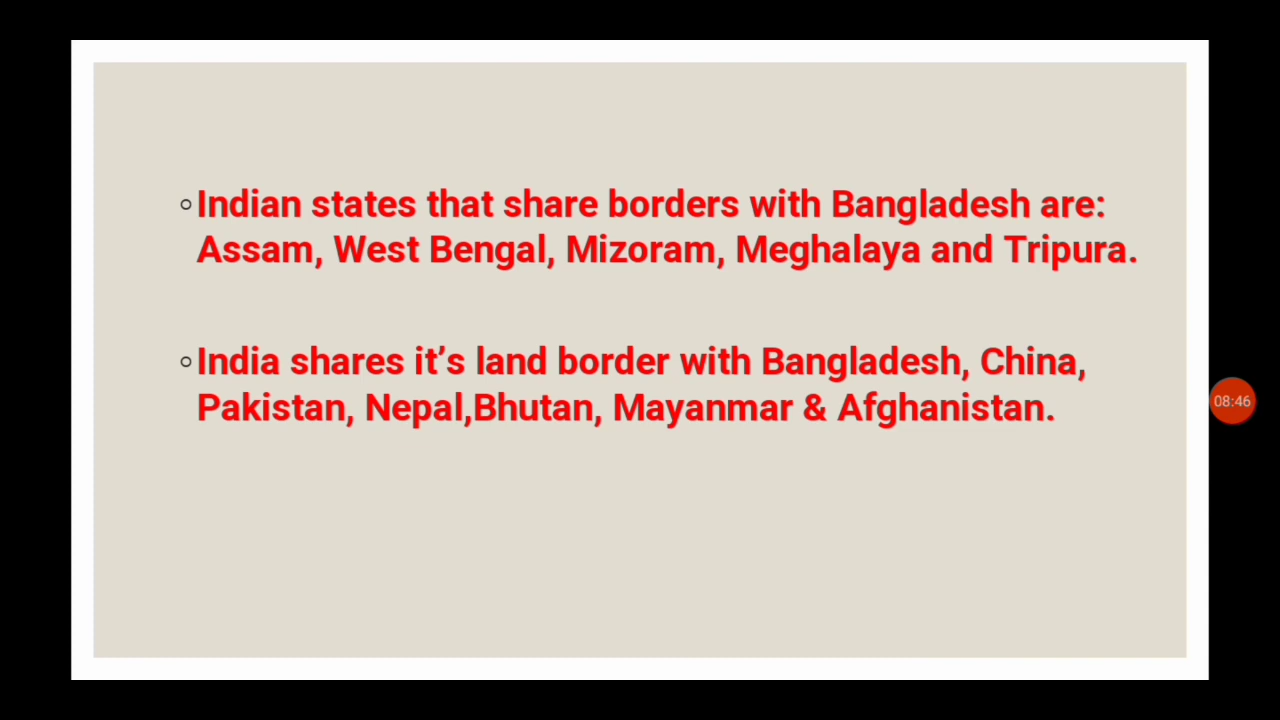 ◦Indian states that share borders with Bangladesh are:
Assam, West Bengal, Mizoram, Meghalaya and Tripura.
◦India shares it’s land border with Bangladesh, China,
Pakistan, Nepal,Bhutan, Mayanmar & Afghanistan.
08:46